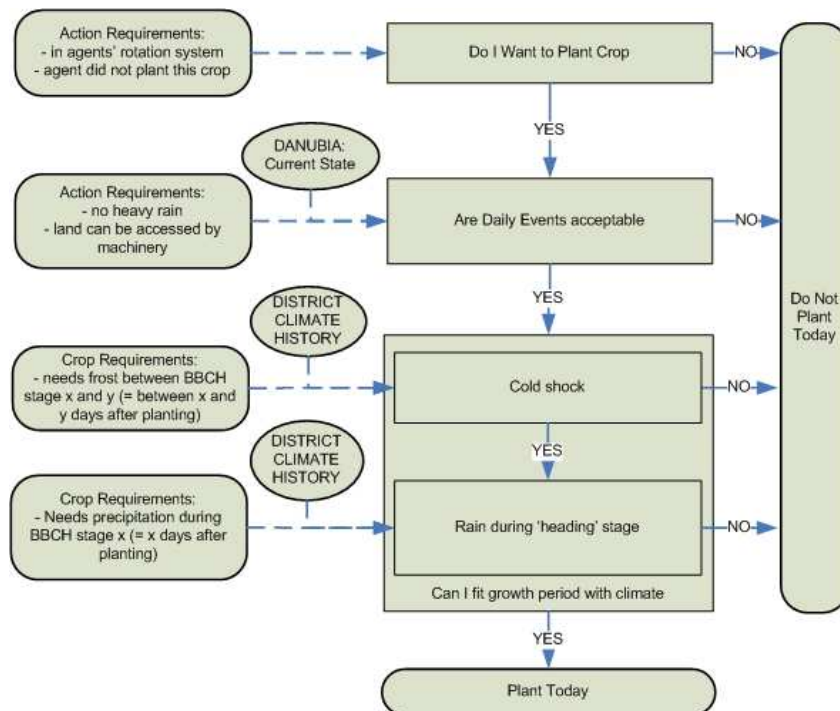 Action Requirements:
- in agents' rotation system
- agent did not plant this crop
Do I Want to Plant Crop
NO
YES
DANUBIA:
Current State
Action Requirements:
- no heavy rain
- land can be accessed by
machinery
Are Daily Events acceptable
NO
YES
Do Not
Plant
Today
DISTRICT
CLIMATE
HISTORY
Crop Requirements:
- needs frost between BBCH
stage x and y (= between x and
y days after planting)
Cold shock
NO
YES
DISTRICT
CLIMATE
HISTORY
Crop Requirements:
- Needs precipitation during
BBCH stage x (= x days after
planting)
Rain during 'heading' stage
NO
Can I fit growth period with climate
YES
Plant Today